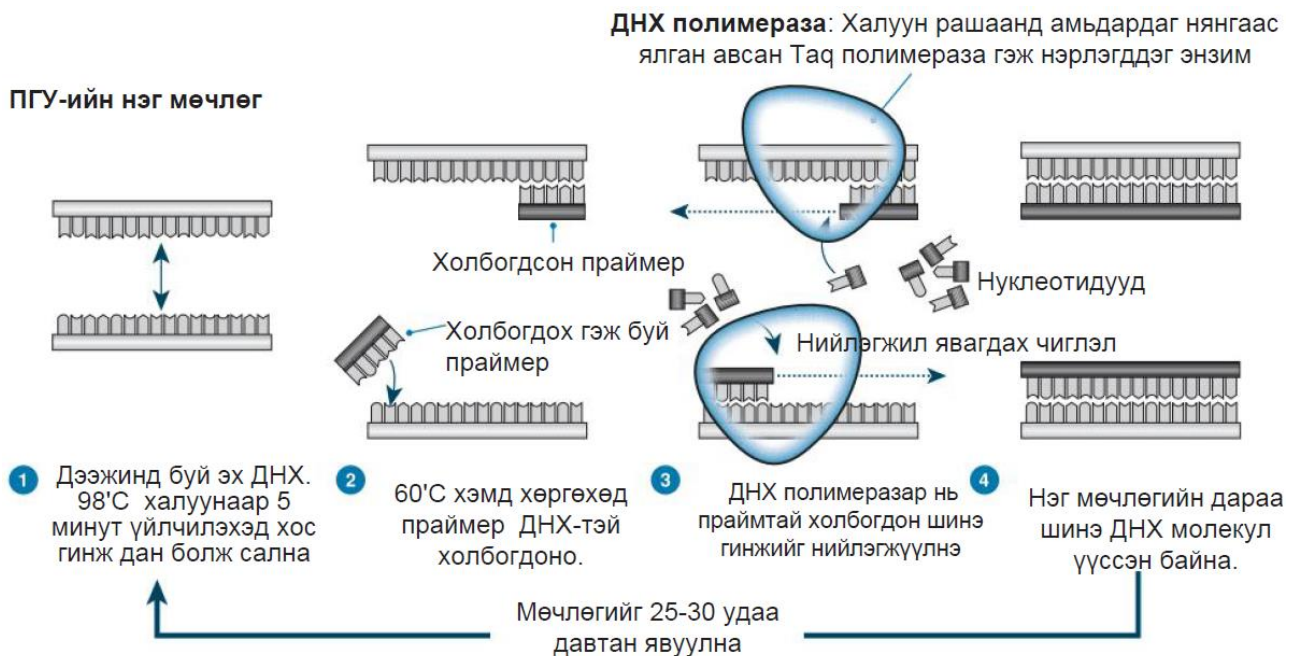 ДНХ полимераза: Халуун рашаанд амьдардаг нянгаас
ялган авсан Taq полимераза гэж нэрлэгддэг энзим
ПГУ-ийн нэг мөчлөг
Холбогдсон праймер
Нуклеотидууд
Холбогдох гэж буй
праймер
Нийлэгжил явагдах чиглэл
1 Дээжинд буй эх ДНХ.
98'C халуунаар 5
минут үйлчилэхэд хос
гинж дан болж сална
2 60'C хэмд хөргөхөд
праймер ДНХ-тэй
холбогдоно.
3 ДНХ полимеразар нь
праймтай холбогдон шинэ
гинжийг нийлэгжүүлнэ
4 Нэг мөчлөгийн дараа
шинэ ДНХ молекул
үүссэн байна.
Мөчлөгийг 25-30 удаа
давтан явуулна